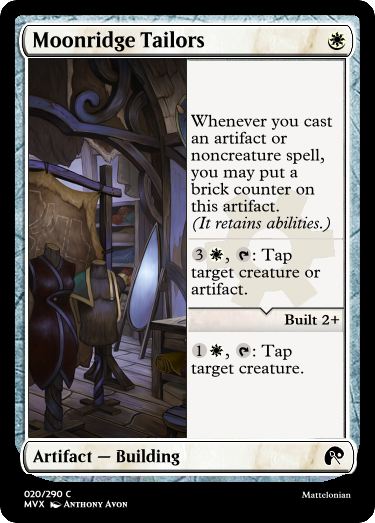 Moonridge Tailors
Whenever you cast
an artifact or
noncreature spell,
you may put a
brick counter on
this artifact.
(It retains abilities.)
3 , : Tap
target creature or
artifact.
Built 2+
1 , : Tap
target creature.
Artifact — Building
020/290 C
MVX Anthony Avon
Mattelonian